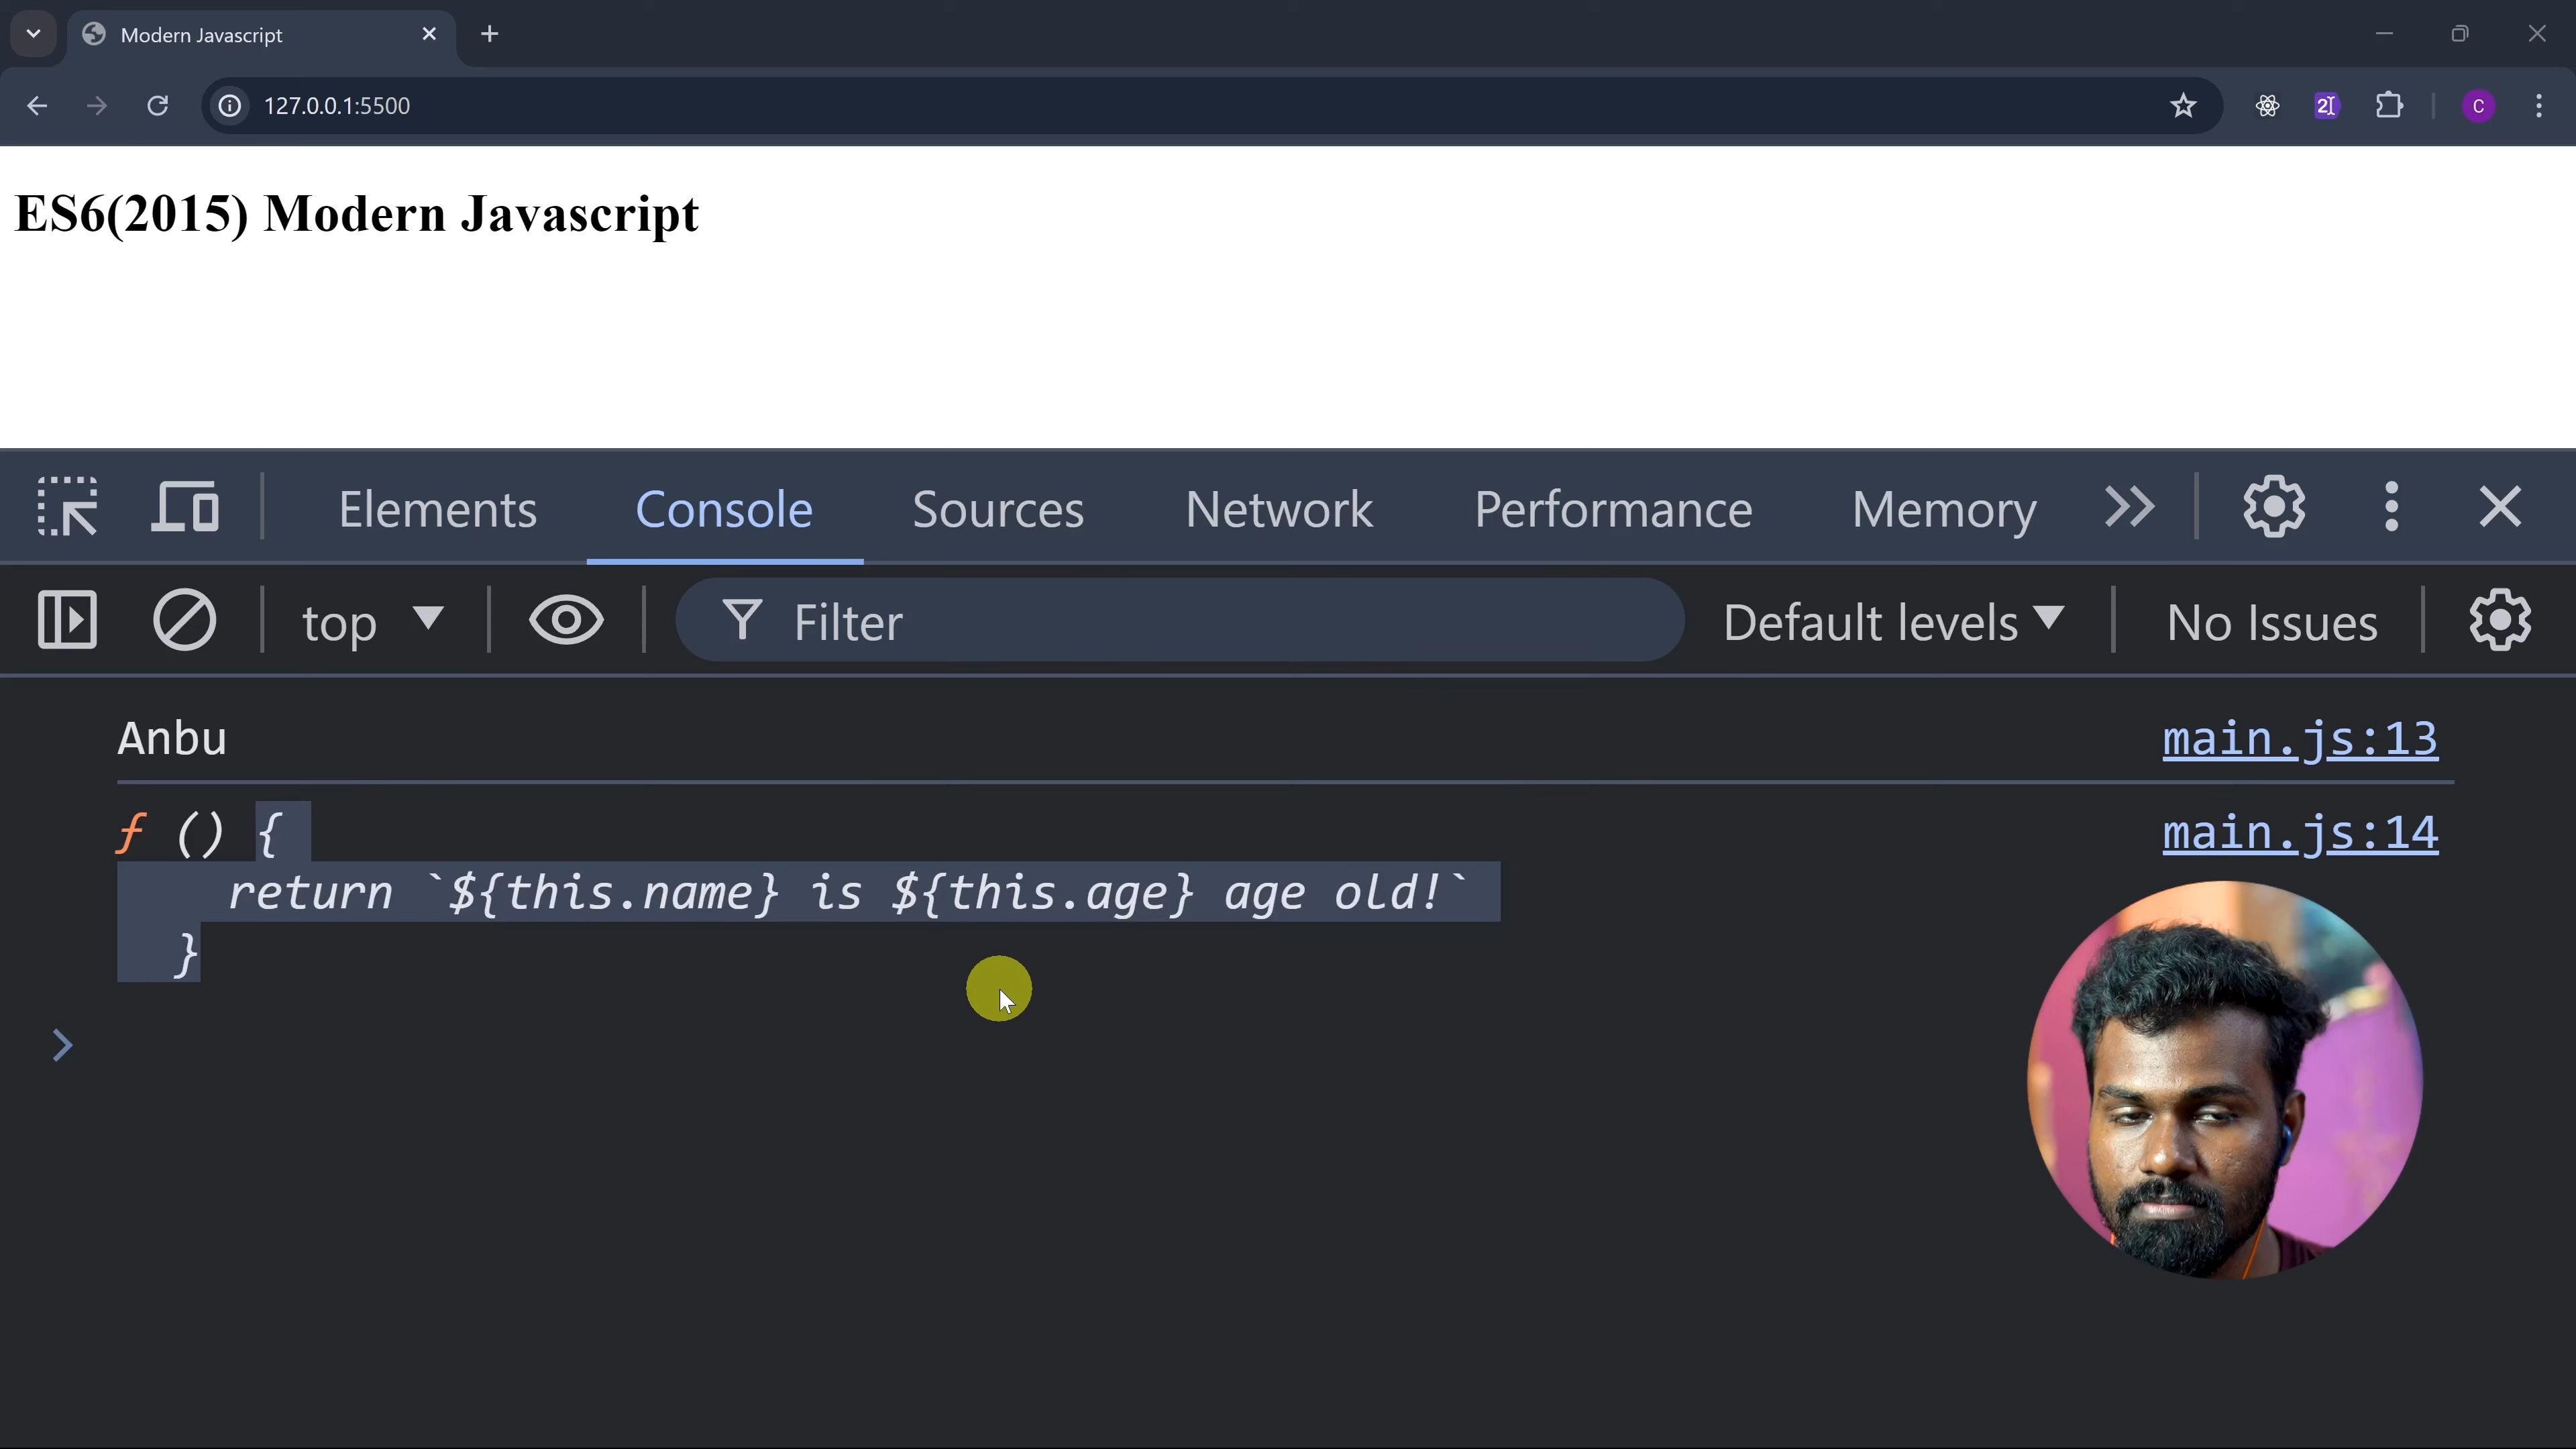 Modern Javascript
127.0.0.1:5500
C
ES6(2015) Modern Javascript
Elements Console Sources Network Performance Memory
top Filter Default levels No Issues
Anbu main.js:13
f () { main.js:14
return `${this.name} is ${this.age} age old!`
}